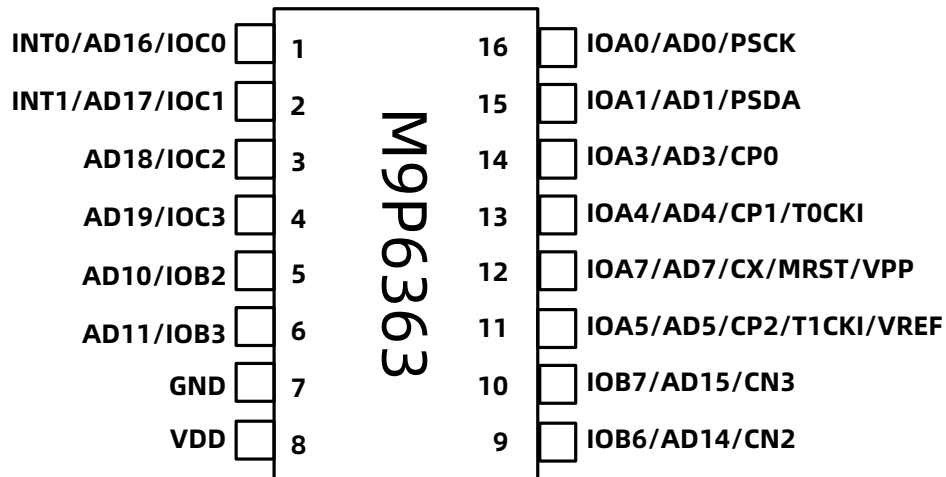 INT0/AD16/IOC0 1 16 IOA0/AD0/PSCK
INT1/AD17/IOC1 2 15 IOA1/AD1/PSDA
AD18/IOC2 3 14 IOA3/AD3/CP0
AD19/IOC3 4 13 IOA4/AD4/CP1/T0CKI
AD10/IOB2 5 12 IOA7/AD7/CX/MRST/VPP
AD11/IOB3 6 11 IOA5/AD5/CP2/T1CKI/VREF
GND 7 10 IOB7/AD15/CN3
VDD 8 9 IOB6/AD14/CN2
M9P6363